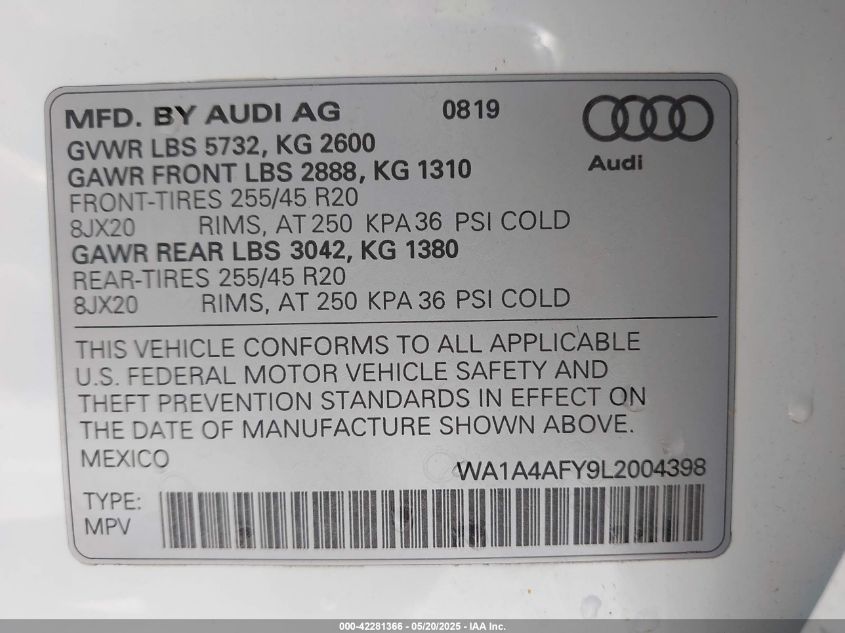 MFD. BY AUDI AG 0819
GVWR LBS 5732, KG 2600
Audi
GAWR FRONT LBS 2888, KG 1310
FRONT-TIRES 255/45 R20
8JX20 RIMS, AT 250 KPA 36 PSI COLD
GAWR REAR LBS 3042, KG 1380
REAR-TIRES 255/45 R20
8JX20 RIMS, AT 250 KPA 36 PSI COLD
THIS VEHICLE CONFORMS TO ALL APPLICABLE
U.S. FEDERAL MOTOR VEHICLE SAFETY AND
THEFT PREVENTION STANDARDS IN EFFECT ON
THE DATE OF MANUFACTURE SHOWN ABOVE.
MEXICO WA1A4AFY9L2004398
TYPE:
MPV
000-42281366 - 05/20/2025 - IAA Inc.